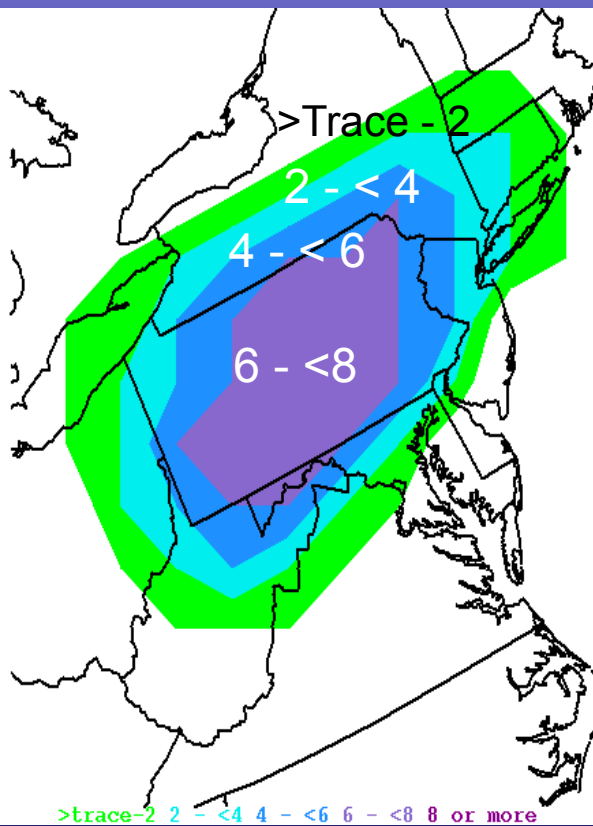 >Trace - 2
2 - < 4
4 - < 6
6 - <8
>trace-2 2 - <4 4 - <6 6 - <8 8 or more